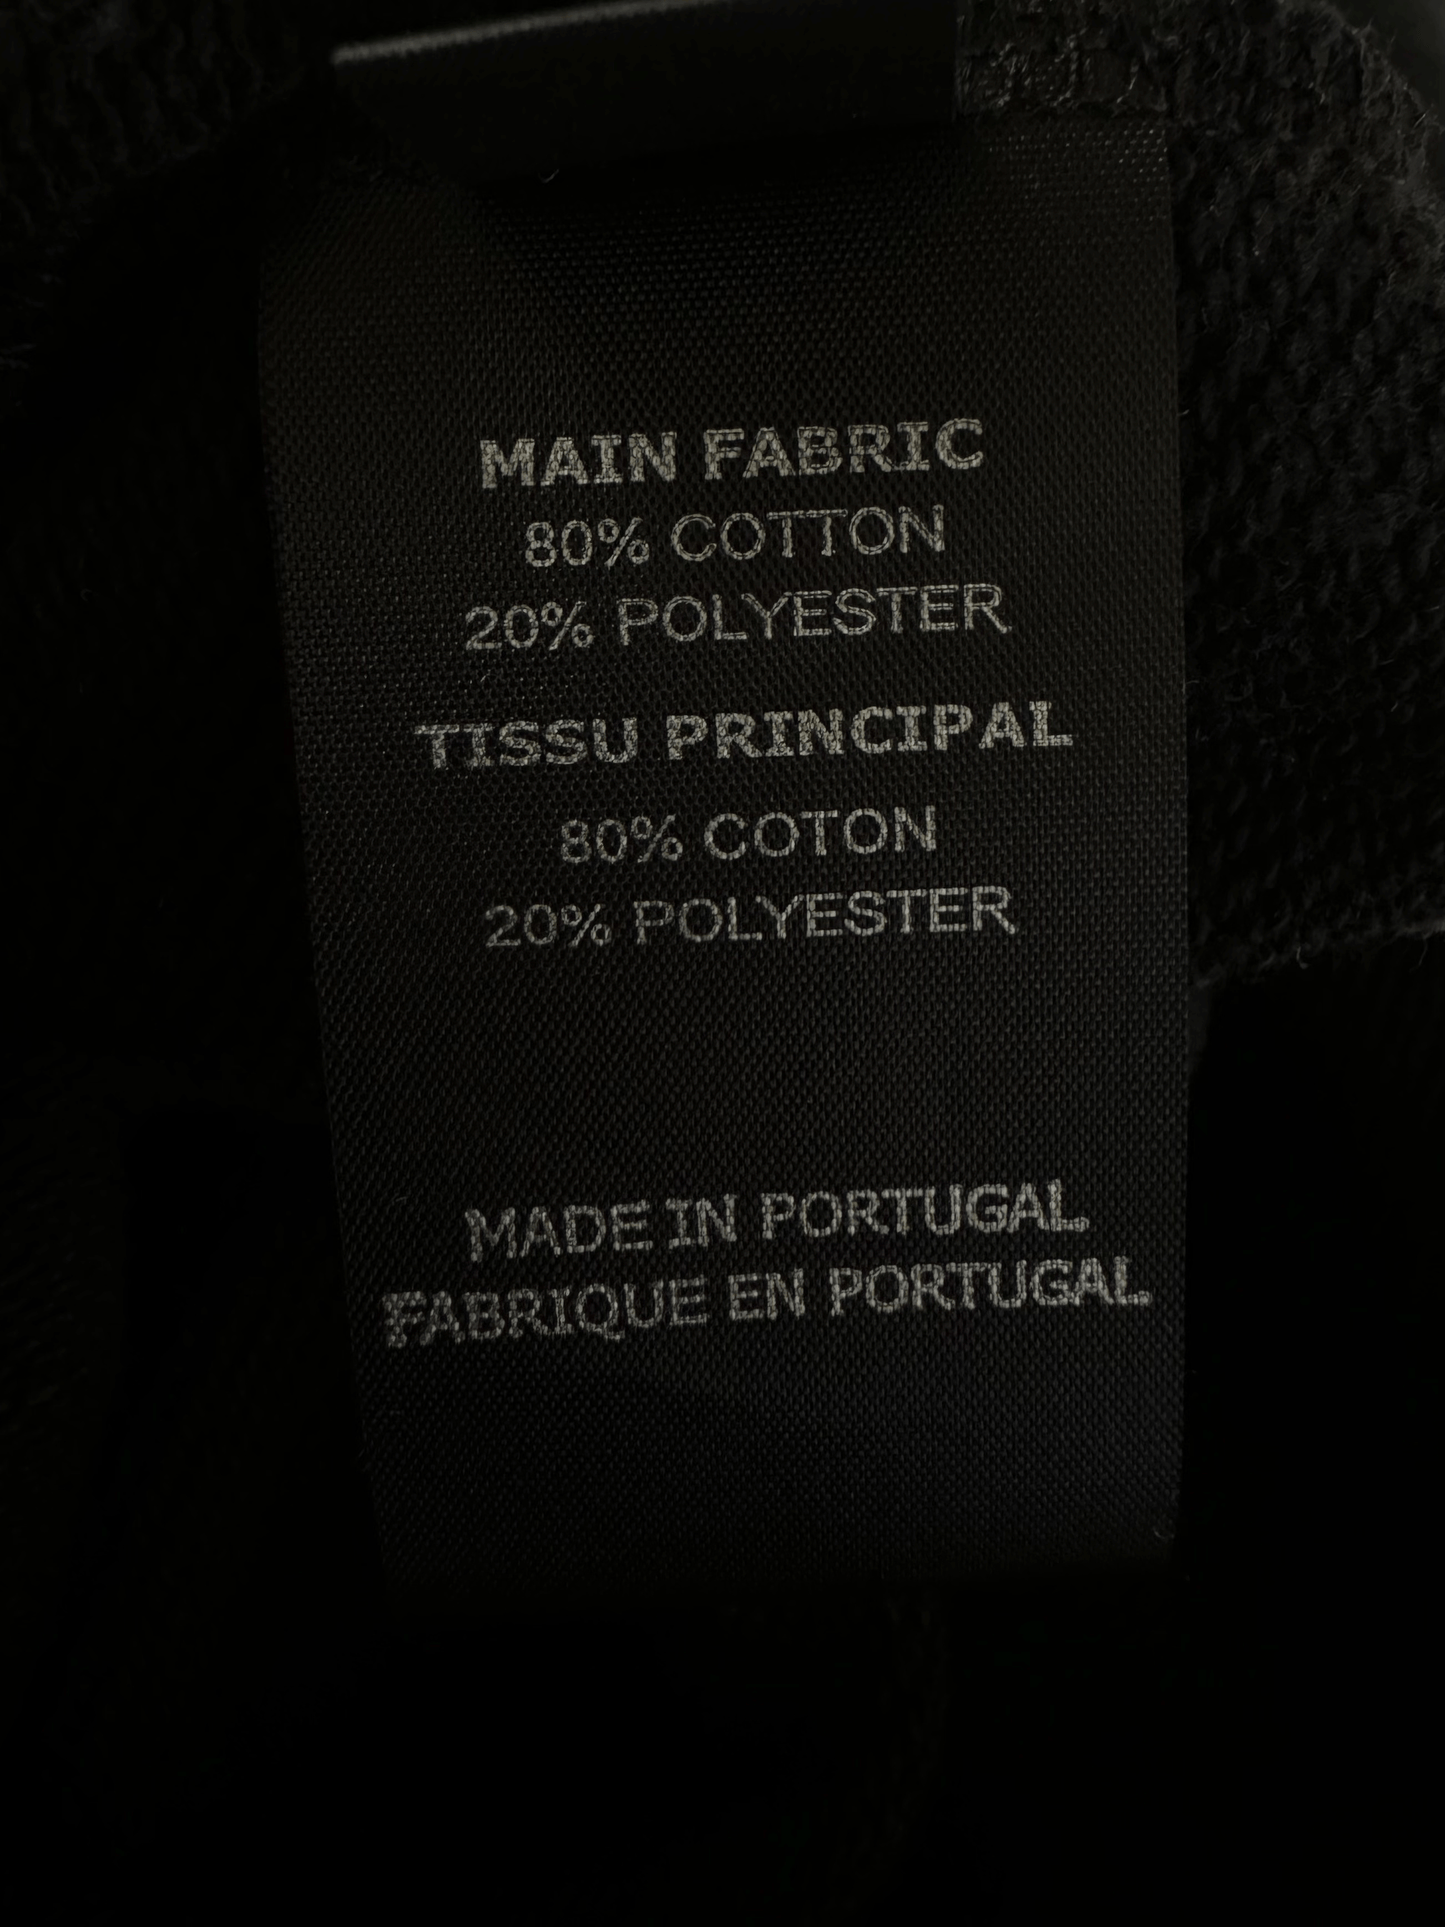 MAIN FABRIC
80% COTTON
20% POLYESTER
TISSU PRINCIPAL
80% COTON
20% POLYESTER
MADE IN PORTUGAL
FABRIQUE EN PORTUGAL